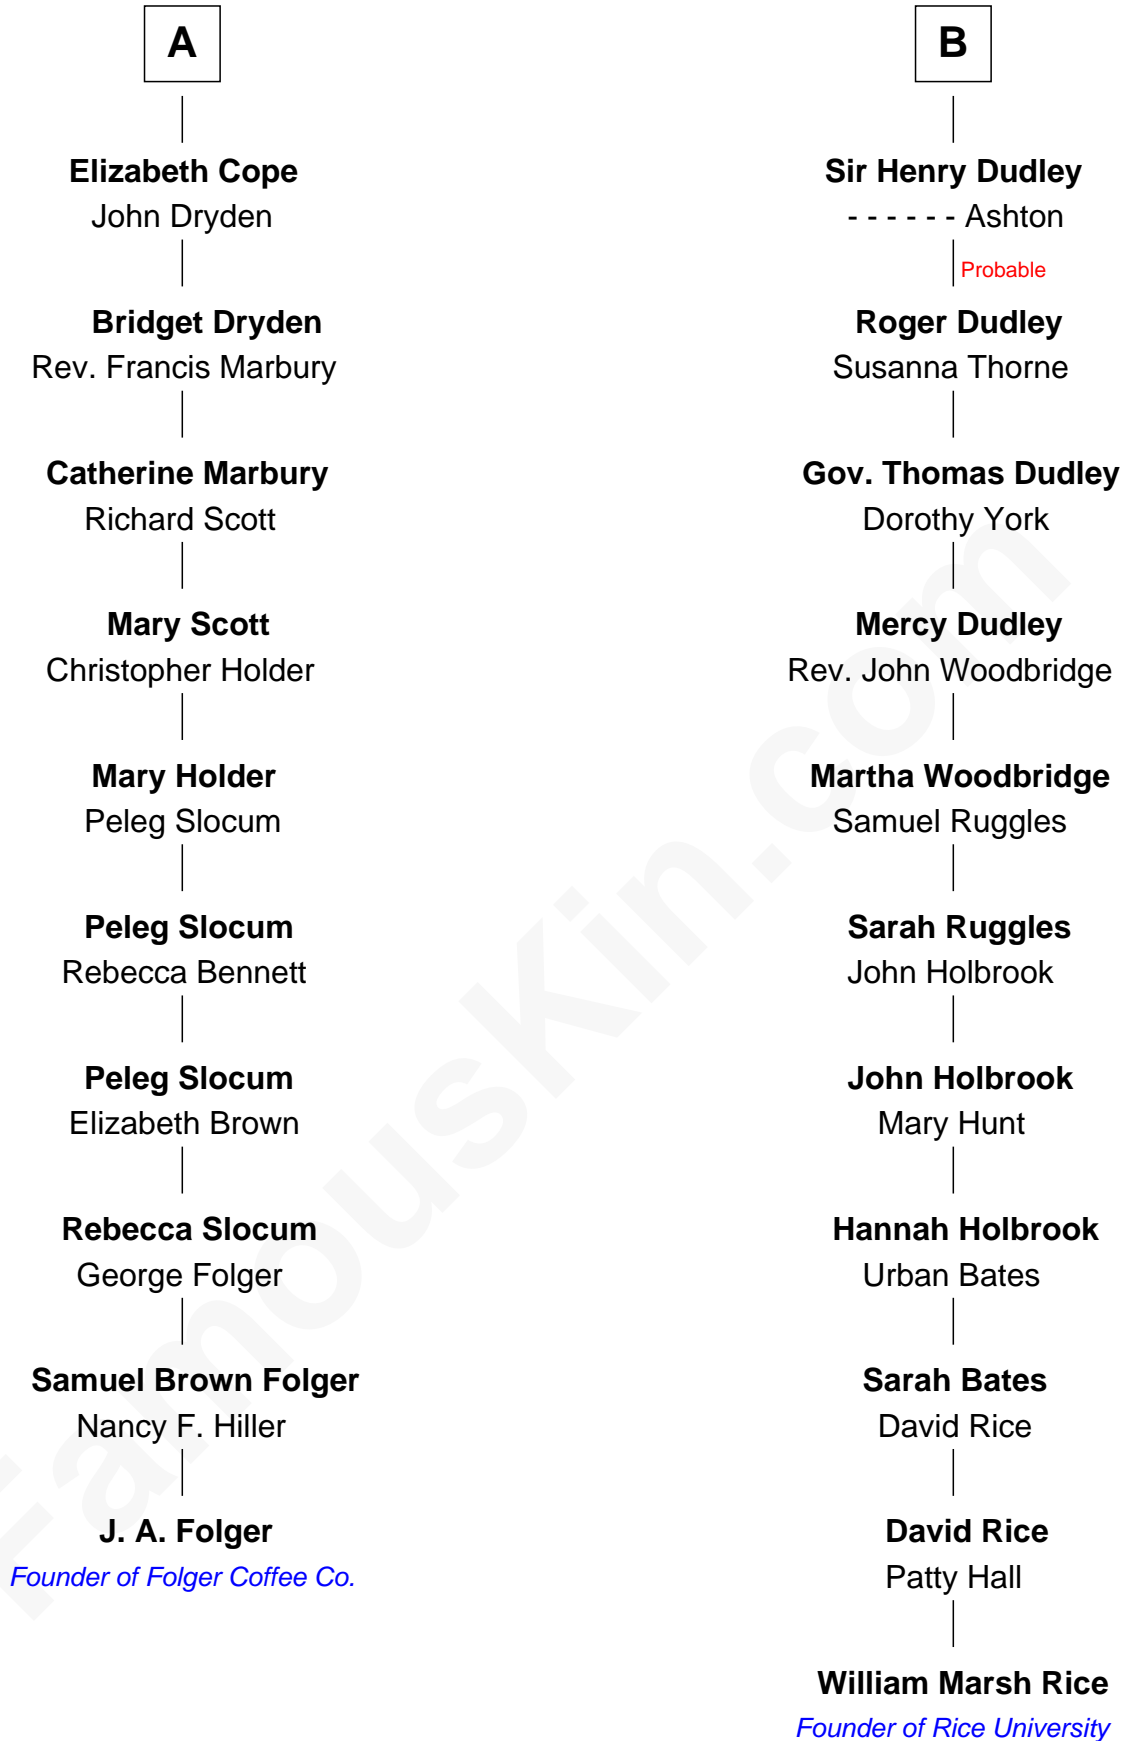 A
Elizabeth Cope
John Dryden
Bridget Dryden
Rev. Francis Marbury
Catherine Marbury
Richard Scott
Mary Scott
Christopher Holder
Mary Holder
Peleg Slocum
Peleg Slocum
Rebecca Bennett
Peleg Slocum
Elizabeth Brown
Rebecca Slocum
George Folger
Samuel Brown Folger
Nancy F. Hiller
J. A. Folger
Founder of Folger Coffee Co.
B
Sir Henry Dudley
- - - - - - Ashton
Probable
Roger Dudley
Susanna Thorne
Gov. Thomas Dudley
Dorothy York
Mercy Dudley
Rev. John Woodbridge
Martha Woodbridge
Samuel Ruggles
Sarah Ruggles
John Holbrook
John Holbrook
Mary Hunt
Hannah Holbrook
Urban Bates
Sarah Bates
David Rice
David Rice
Patty Hall
William Marsh Rice
Founder of Rice University
FamousKin.com